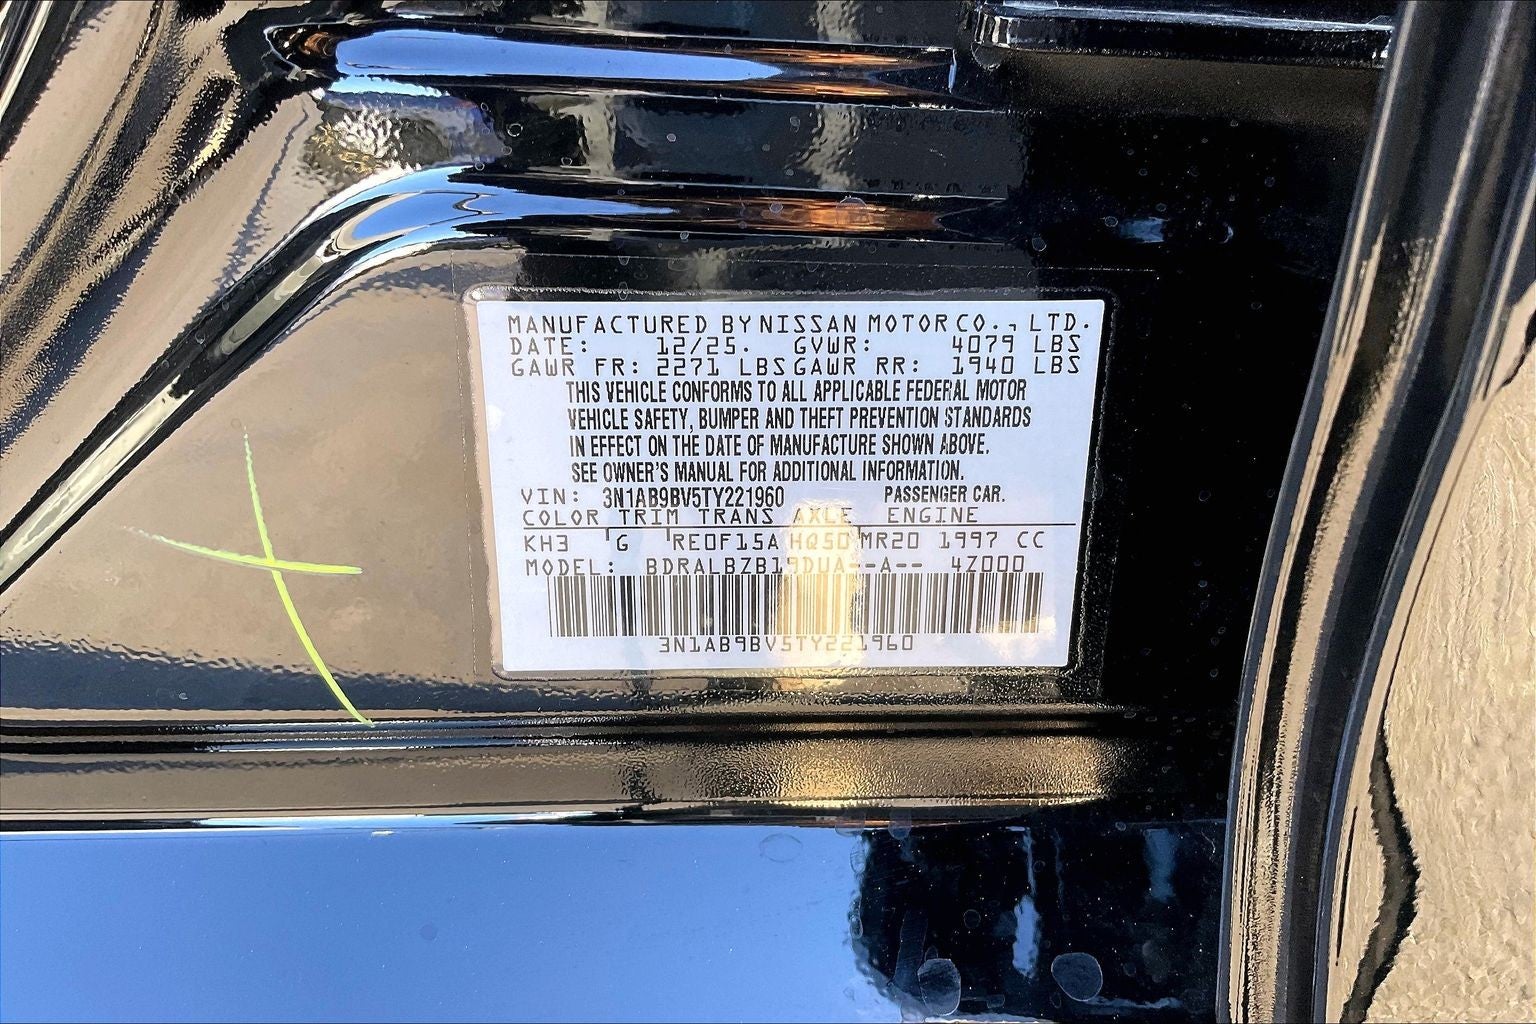 MANUFACTURED BY NISSAN MOTOR CO., LTD.
DATE: 12/25. GVWR: 4079 LBS
GAWR FR: 2271 LBS GAWR RR: 1940 LBS
THIS VEHICLE CONFORMS TO ALL APPLICABLE FEDERAL MOTOR
VEHICLE SAFETY, BUMPER AND THEFT PREVENTION STANDARDS
IN EFFECT ON THE DATE OF MANUFACTURE SHOWN ABOVE.
SEE OWNER'S MANUAL FOR ADDITIONAL INFORMATION.
VIN: 3N1AB9BV5TY221960 PASSENGER CAR.
COLOR TRIM TRANS AXLE ENGINE
KH3 G RE0F15A HQ50 MR20 1997 CC
MODEL: BDRALBZB19DUA--A-- 4Z000
3N1AB9BV5TY221960